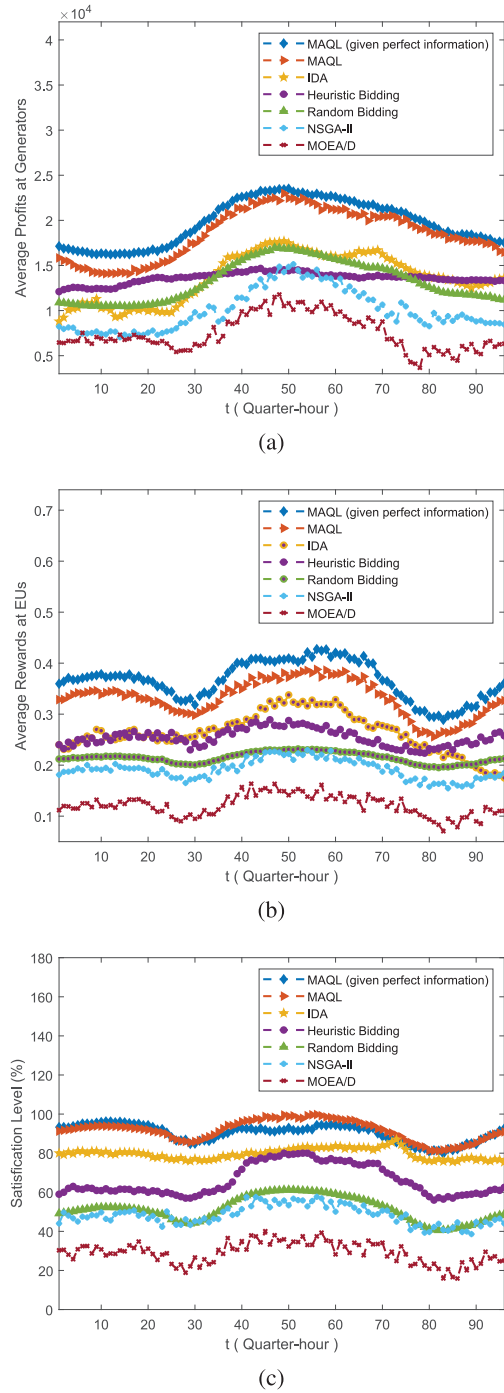 ×10⁴
4
3.5
3
2.5
2
1.5
1
0.5
Average Profits at Generators
MAQL (given perfect information)
MAQL
IDA
Heuristic Bidding
Random Bidding
NSGA-II
MOEA/D
10 20 30 40 50 60 70 80 90
t ( Quarter-hour )
(a)
0.7
0.6
0.5
0.4
0.3
0.2
0.1
Average Rewards at EUs
MAQL (given perfect information)
MAQL
IDA
Heuristic Bidding
Random Bidding
NSGA-II
MOEA/D
10 20 30 40 50 60 70 80 90
t ( Quarter-hour )
(b)
180
160
140
120
100
80
60
40
20
0
Satisfication Level (%)
MAQL (given perfect information)
MAQL
IDA
Heuristic Bidding
Random Bidding
NSGA-II
MOEA/D
10 20 30 40 50 60 70 80 90
t ( Quarter-hour )
(c)